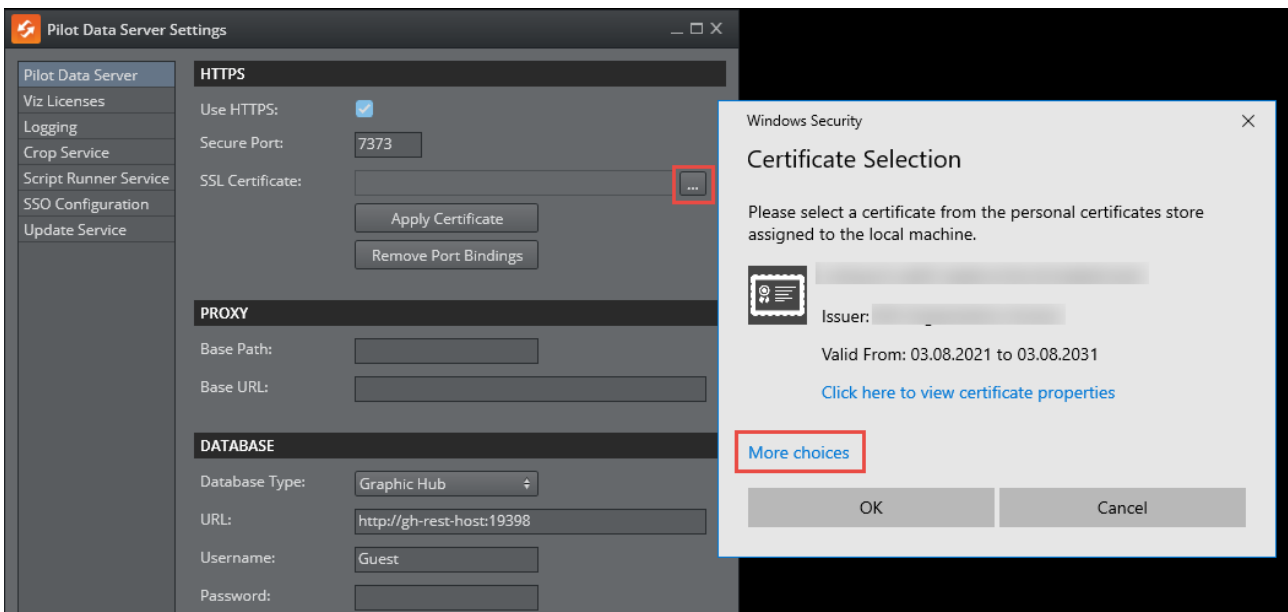 Pilot Data Server Settings
Pilot Data Server
Viz Licenses
Logging
Crop Service
Script Runner Service
SSO Configuration
Update Service
HTTPS
Use HTTPS:
Secure Port: 7373
SSL Certificate: ...
Apply Certificate
Remove Port Bindings
PROXY
Base Path:
Base URL:
DATABASE
Database Type: Graphic Hub
URL: http://gh-rest-host:19398
Username: Guest
Password:
Windows Security
Certificate Selection
Please select a certificate from the personal certificates store
assigned to the local machine.
Issuer:
Valid From: 03.08.2021 to 03.08.2031
Click here to view certificate properties
More choices
OK Cancel